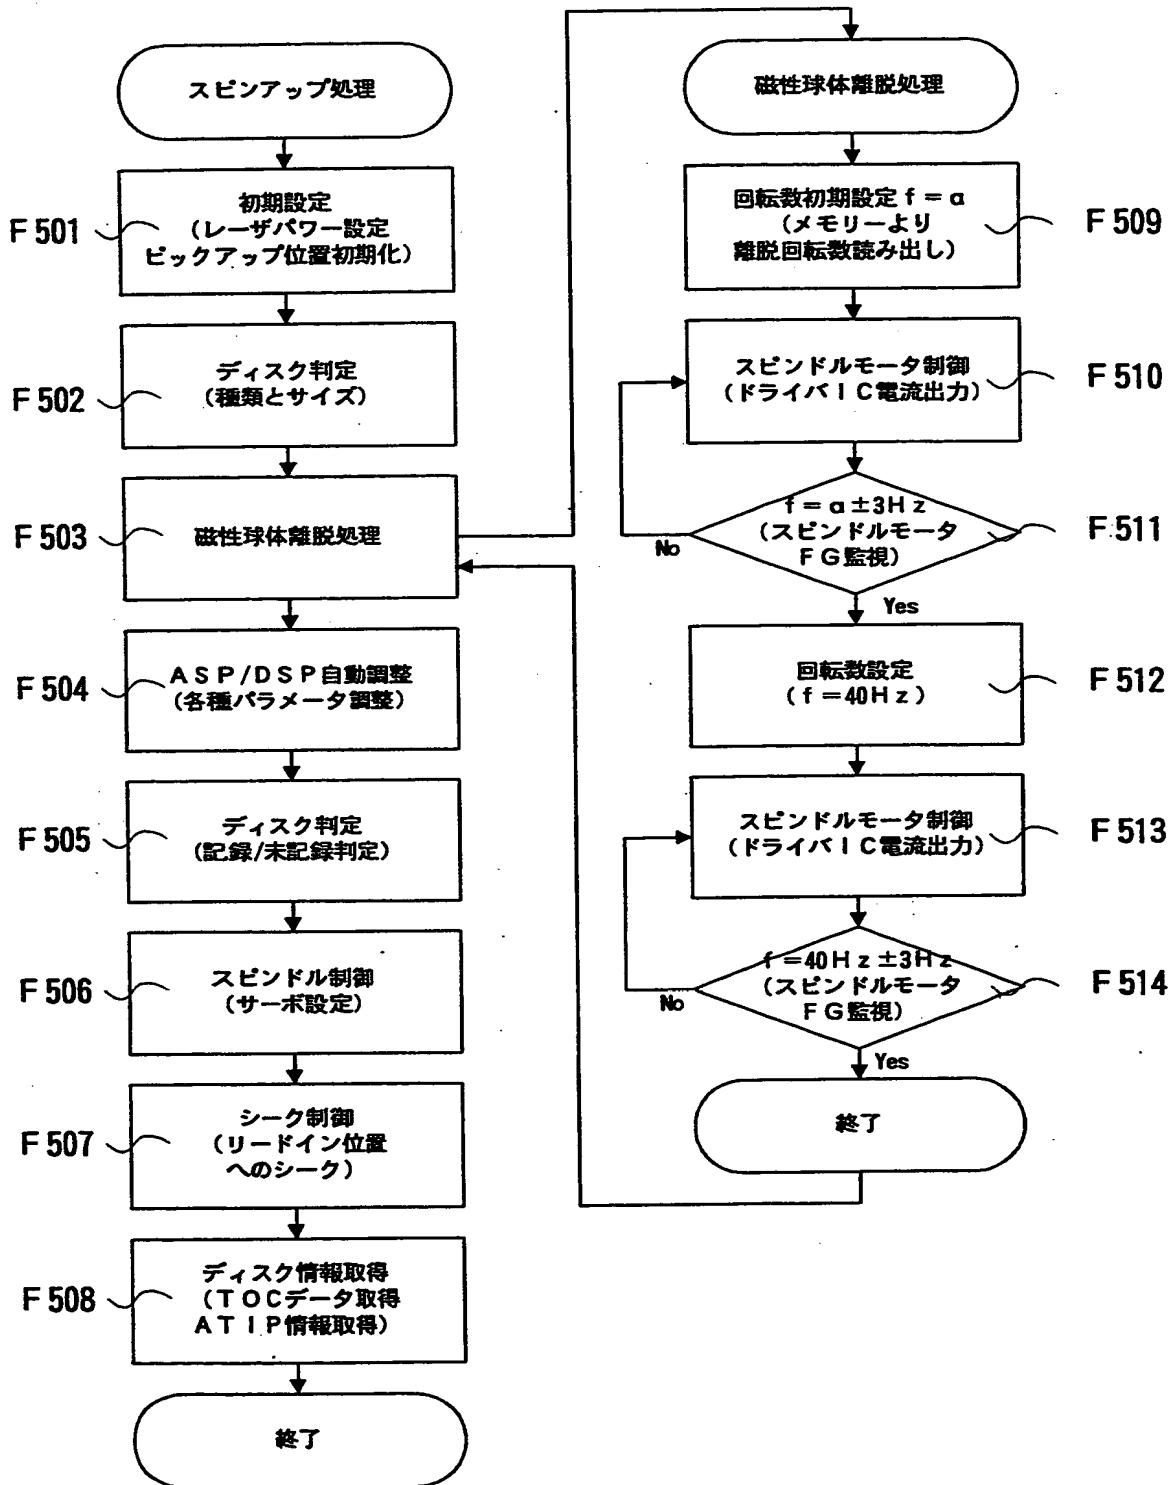 スピンアップ処理
F501
初期設定
(レーザパワー設定
ピックアップ位置初期化)
F502
ディスク判定
(種類とサイズ)
F503
磁性球体離脱処理
F504
ASP/DSP自動調整
(各種パラメータ調整)
F505
ディスク判定
(記録/未記録判定)
F506
スピンドル制御
(サーボ設定)
F507
シーク制御
(リードイン位置
へのシーク)
F508
ディスク情報取得
(TOCデータ取得
ATIP情報取得)
終了
磁性球体離脱処理
回転数初期設定 f=α
(メモリーより
離脱回転数読み出し)
F509
スピンドルモータ制御
(ドライバIC電流出力)
F510
f=α±3Hz
(スピンドルモータ
FG監視)
F511
No
Yes
回転数設定
(f=40Hz)
F512
スピンドルモータ制御
(ドライバIC電流出力)
F513
f=40Hz±3Hz
(スピンドルモータ
FG監視)
F514
No
Yes
終了